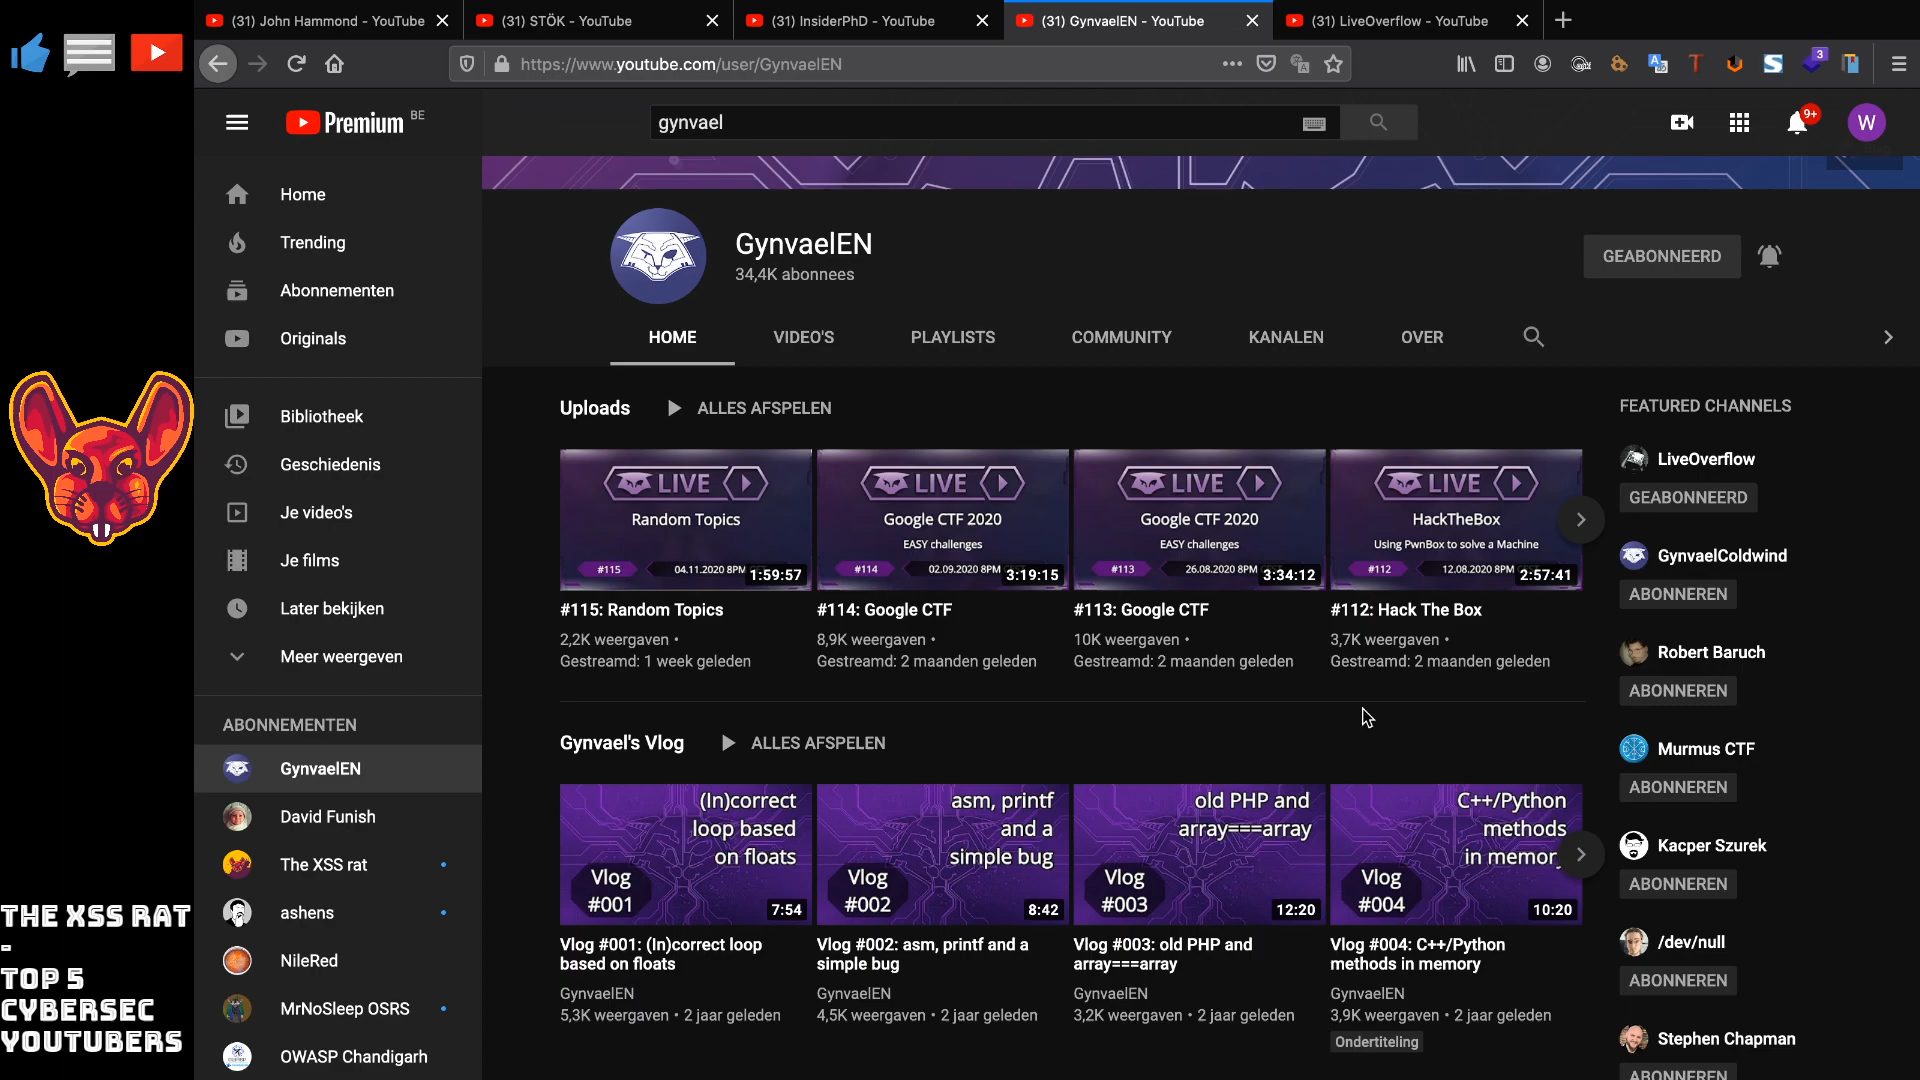 (31) John Hammond - YouTube
(31) STÖK - YouTube
(31) InsiderPhD - YouTube
(31) GynvaelEN - YouTube
(31) LiveOverflow - YouTube
https://www.youtube.com/user/GynvaelEN
3
Premium BE
gynvael
9+
W
Home
Trending
Abonnementen
Originals
Bibliotheek
Geschiedenis
Je video's
Je films
Later bekijken
Meer weergeven
ABONNEMENTEN
GynvaelEN
David Funish
The XSS rat
ashens
NileRed
MrNoSleep OSRS
OWASP Chandigarh
THE XSS RAT
-
TOP 5
CYBERSEC
YOUTUBERS
GynvaelEN
34,4K abonnees
GEABONNEERD
HOME
VIDEO'S
PLAYLISTS
COMMUNITY
KANALEN
OVER
Uploads
ALLES AFSPELEN
LIVE
Random Topics
#115
04.11.2020 8PM
1:59:57
#115: Random Topics
2,2K weergaven •
Gestreamd: 1 week geleden
LIVE
Google CTF 2020
EASY challenges
#114
02.09.2020 8PM
3:19:15
#114: Google CTF
8,9K weergaven •
Gestreamd: 2 maanden geleden
LIVE
Google CTF 2020
EASY challenges
#113
26.08.2020 8PM
3:34:12
#113: Google CTF
10K weergaven •
Gestreamd: 2 maanden geleden
LIVE
HackTheBox
Using PwnBox to solve a Machine
#112
12.08.2020 8PM
2:57:41
#112: Hack The Box
3,7K weergaven •
Gestreamd: 2 maanden geleden
Gynvael's Vlog
ALLES AFSPELEN
(In)correct
loop based
on floats
Vlog
#001
7:54
Vlog #001: (In)correct loop
based on floats
GynvaelEN
5,3K weergaven • 2 jaar geleden
asm, printf
and a
simple bug
Vlog
#002
8:42
Vlog #002: asm, printf and a
simple bug
GynvaelEN
4,5K weergaven • 2 jaar geleden
old PHP and
array===array
Vlog
#003
12:20
Vlog #003: old PHP and
array===array
GynvaelEN
3,2K weergaven • 2 jaar geleden
C++/Python
methods
in memory
Vlog
#004
10:20
Vlog #004: C++/Python
methods in memory
GynvaelEN
3,9K weergaven • 2 jaar geleden
Ondertiteling
FEATURED CHANNELS
LiveOverflow
GEABONNEERD
GynvaelColdwind
ABONNEREN
Robert Baruch
ABONNEREN
Murmus CTF
ABONNEREN
Kacper Szurek
ABONNEREN
/dev/null
ABONNEREN
Stephen Chapman
ABONNEREN